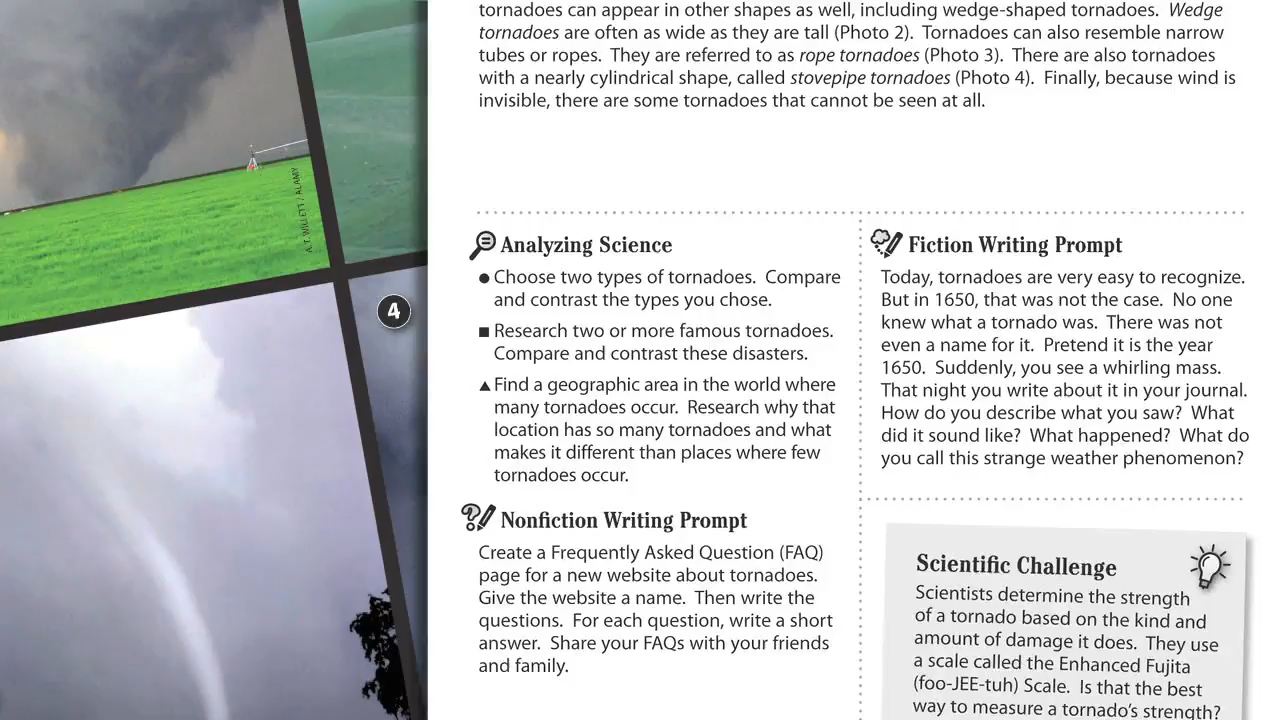 tornadoes can appear in other shapes as well, including wedge-shaped tornadoes. Wedge
tornadoes are often as wide as they are tall (Photo 2). Tornadoes can also resemble narrow
tubes or ropes. They are referred to as rope tornadoes (Photo 3). There are also tornadoes
with a nearly cylindrical shape, called stovepipe tornadoes (Photo 4). Finally, because wind is
invisible, there are some tornadoes that cannot be seen at all.
A. T. WILLETT / ALAMY
4
Analyzing Science
● Choose two types of tornadoes. Compare
and contrast the types you chose.
■ Research two or more famous tornadoes.
Compare and contrast these disasters.
▲ Find a geographic area in the world where
many tornadoes occur. Research why that
location has so many tornadoes and what
makes it different than places where few
tornadoes occur.
Nonfiction Writing Prompt
Create a Frequently Asked Question (FAQ)
page for a new website about tornadoes.
Give the website a name. Then write the
questions. For each question, write a short
answer. Share your FAQs with your friends
and family.
Fiction Writing Prompt
Today, tornadoes are very easy to recognize.
But in 1650, that was not the case. No one
knew what a tornado was. There was not
even a name for it. Pretend it is the year
1650. Suddenly, you see a whirling mass.
That night you write about it in your journal.
How do you describe what you saw? What
did it sound like? What happened? What do
you call this strange weather phenomenon?
Scientific Challenge
Scientists determine the strength
of a tornado based on the kind and
amount of damage it does. They use
a scale called the Enhanced Fujita
(foo-JEE-tuh) Scale. Is that the best
way to measure a tornado's strength?